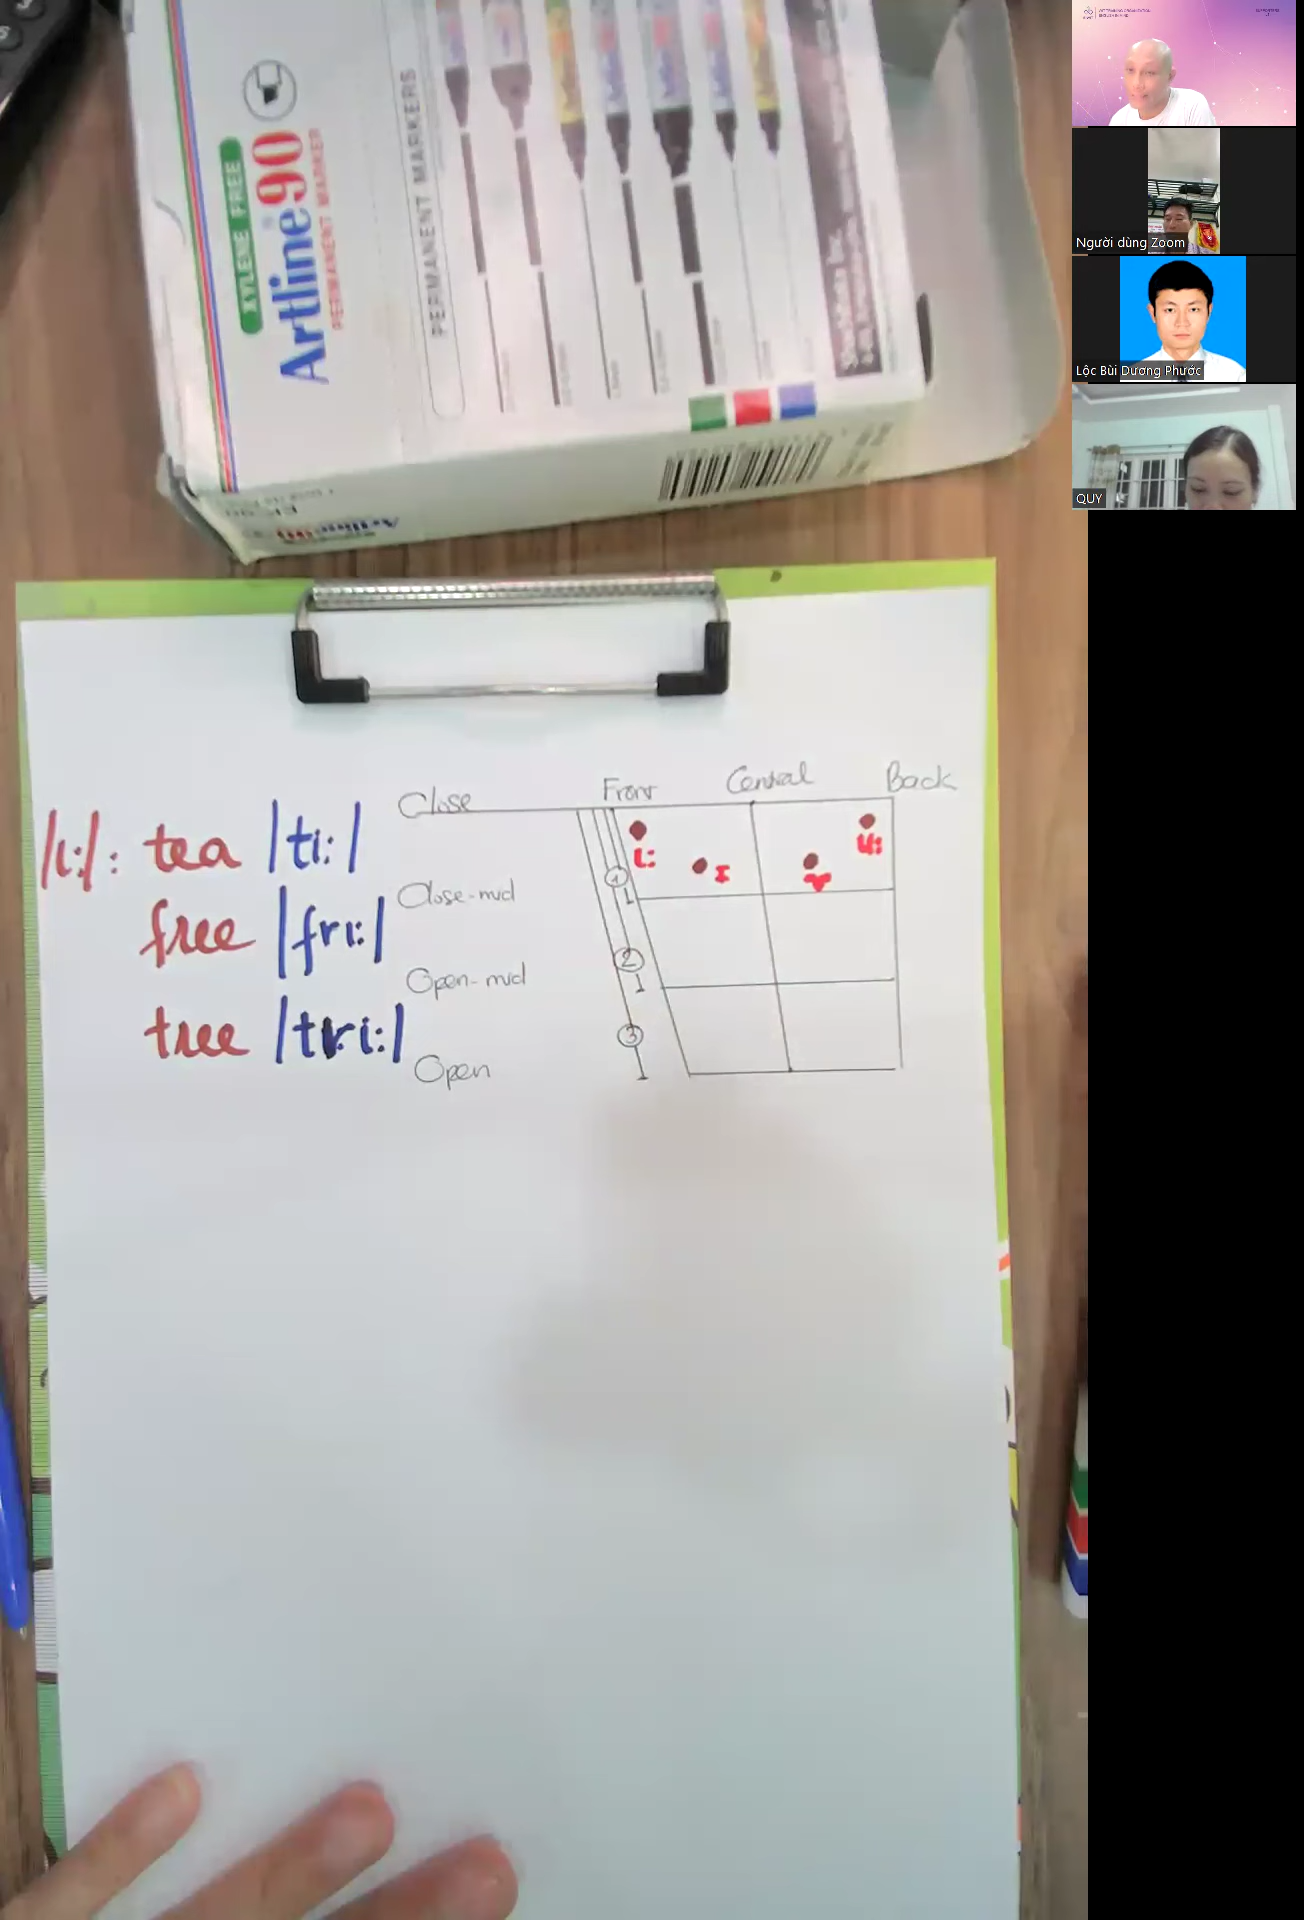 XYLENE FREE
Artline® 90
PERMANENT MARKER
PERMANENT MARKERS
Người dùng Zoom
Lộc Bùi Dương Phước
QUY
Front Central Back
Close
/i:/: tea /ti:/
i: ɪ ʊ u:
1
Close-mid
free /fri:/
2
Open-mid
tree /tri:/
3
Open